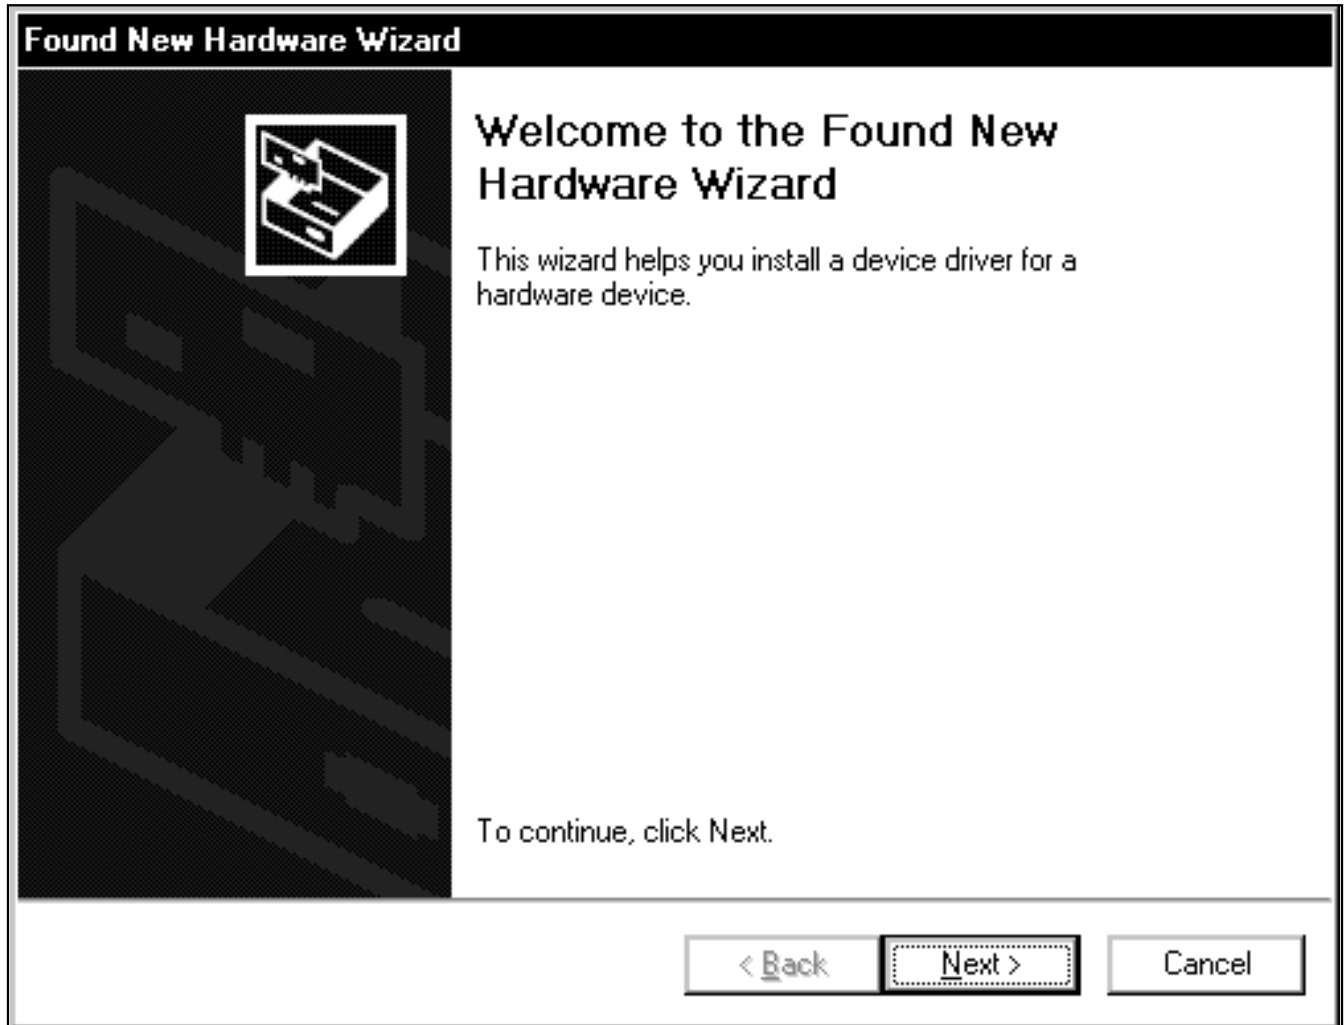 Found New Hardware Wizard
Welcome to the Found New
Hardware Wizard
This wizard helps you install a device driver for a
hardware device.
To continue, click Next.
< Back
Next >
Cancel